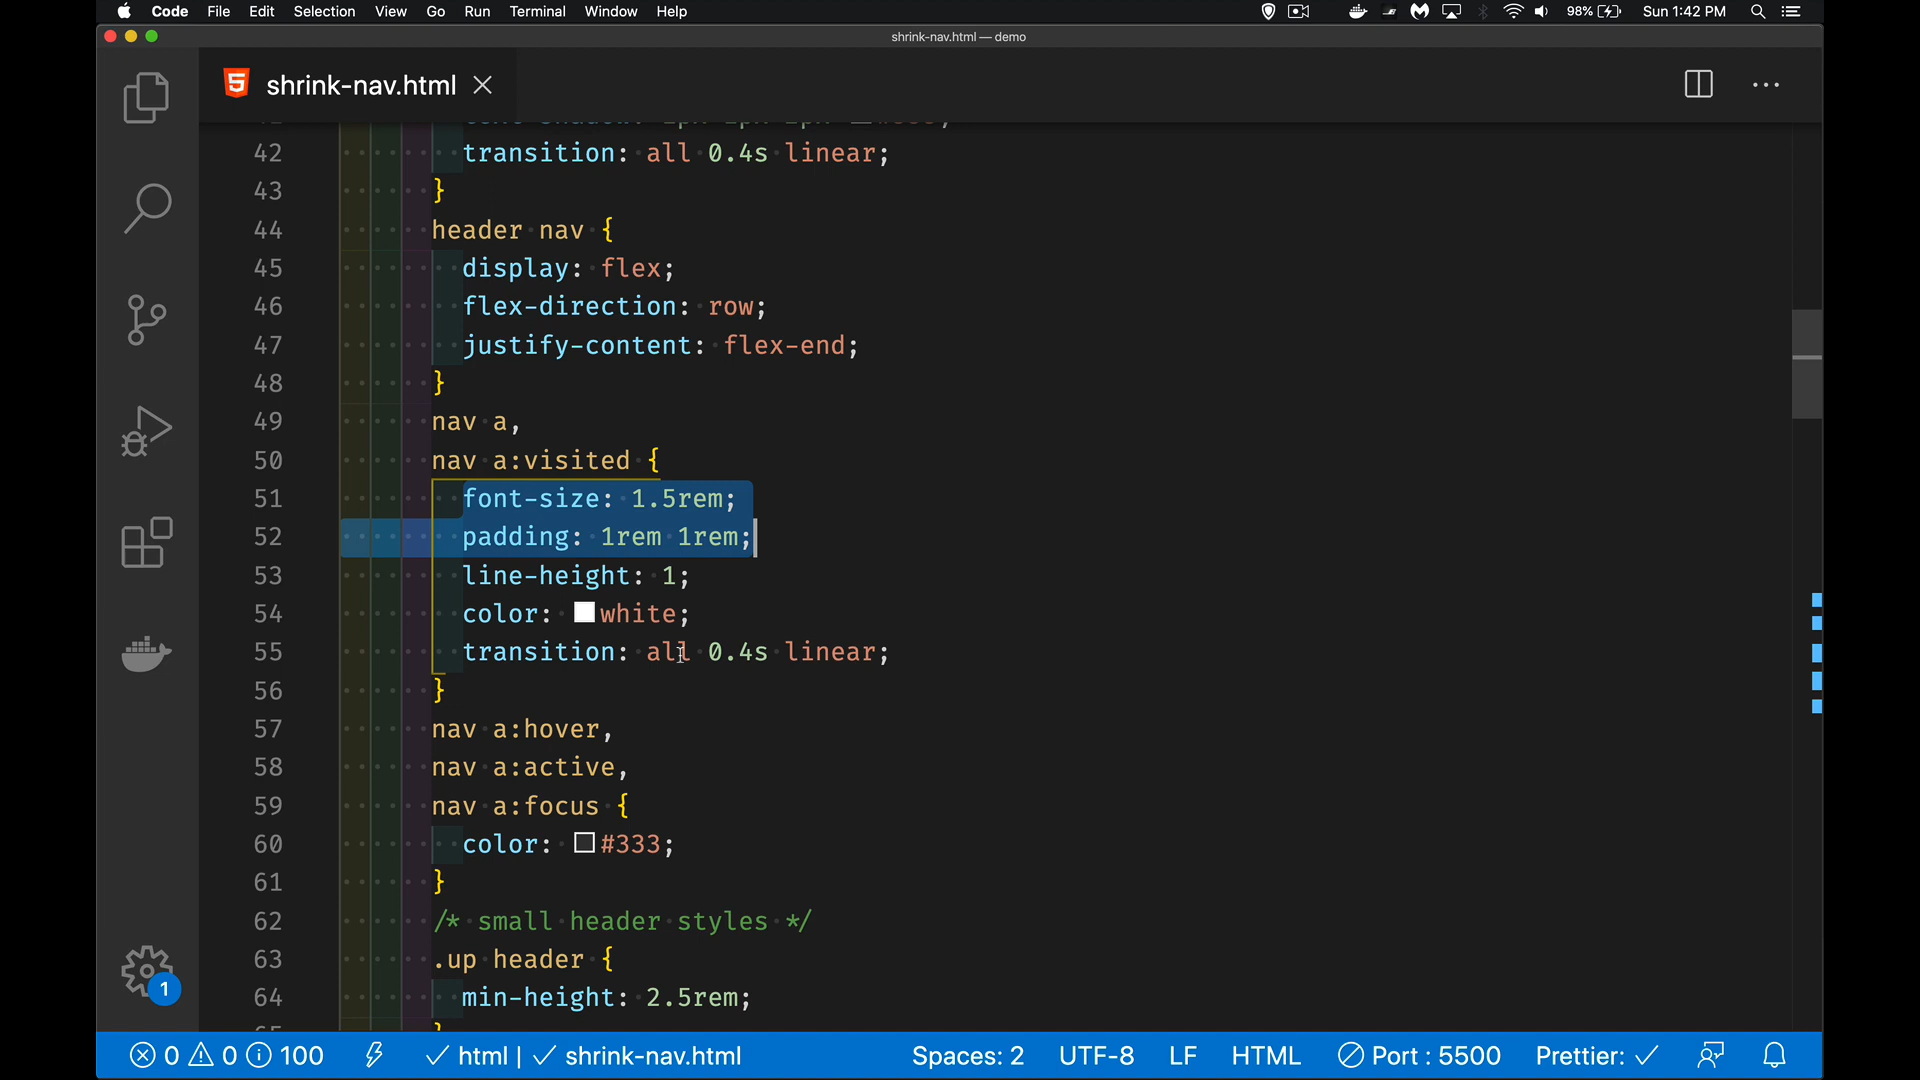 Code File Edit Selection View Go Run Terminal Window Help 98% Sun 1:42 PM
shrink-nav.html — demo
shrink-nav.html
42 transition: all 0.4s linear;
43 }
44 header nav {
45 display: flex;
46 flex-direction: row;
47 justify-content: flex-end;
48 }
49 nav a,
50 nav a:visited {
51 font-size: 1.5rem;
52 padding: 1rem 1rem;
53 line-height: 1;
54 color: white;
55 transition: all 0.4s linear;
56 }
57 nav a:hover,
58 nav a:active,
59 nav a:focus {
60 color: #333;
61 }
62 /* small header styles */
63 .up header {
64 min-height: 2.5rem;
1
0 0 100 html | shrink-nav.html Spaces: 2 UTF-8 LF HTML Port : 5500 Prettier: